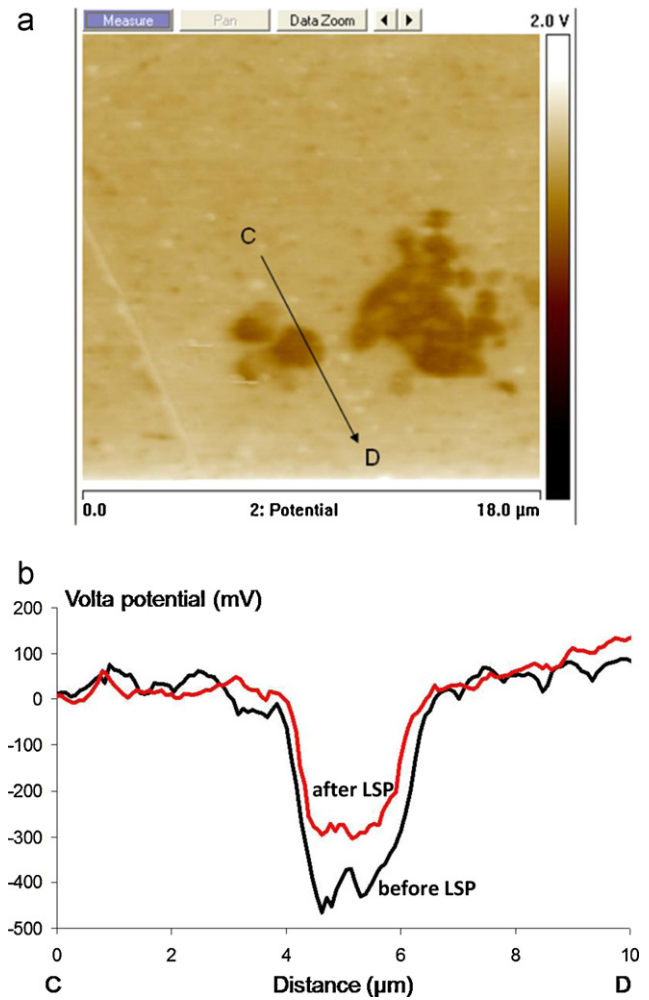 a
Measure Pan Data Zoom
2.0 V
C
D
0.0 2: Potential 18.0 µm
b
Volta potential (mV)
200
100
0
-100
-200
-300
-400
-500
after LSP
before LSP
0 2 4 6 8 10
C Distance (µm) D